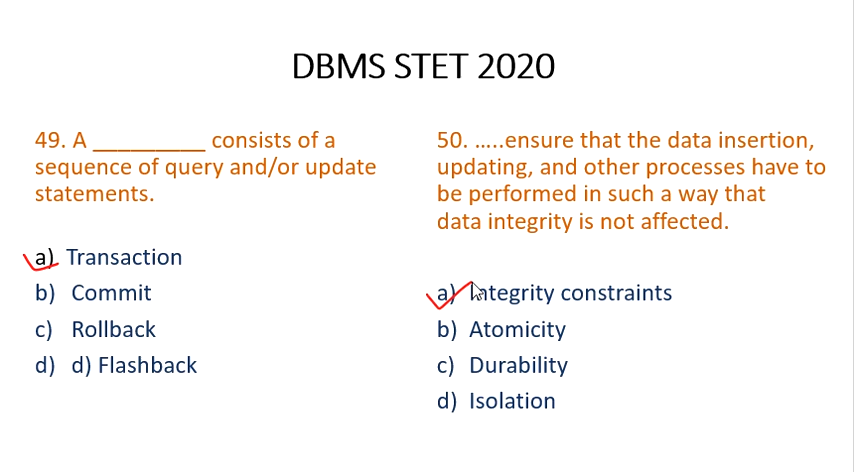 DBMS STET 2020
49. A _________ consists of a
sequence of query and/or update
statements.
a) Transaction
b) Commit
c) Rollback
d) d) Flashback
50. .....ensure that the data insertion,
updating, and other processes have to
be performed in such a way that
data integrity is not affected.
a) Integrity constraints
b) Atomicity
c) Durability
d) Isolation